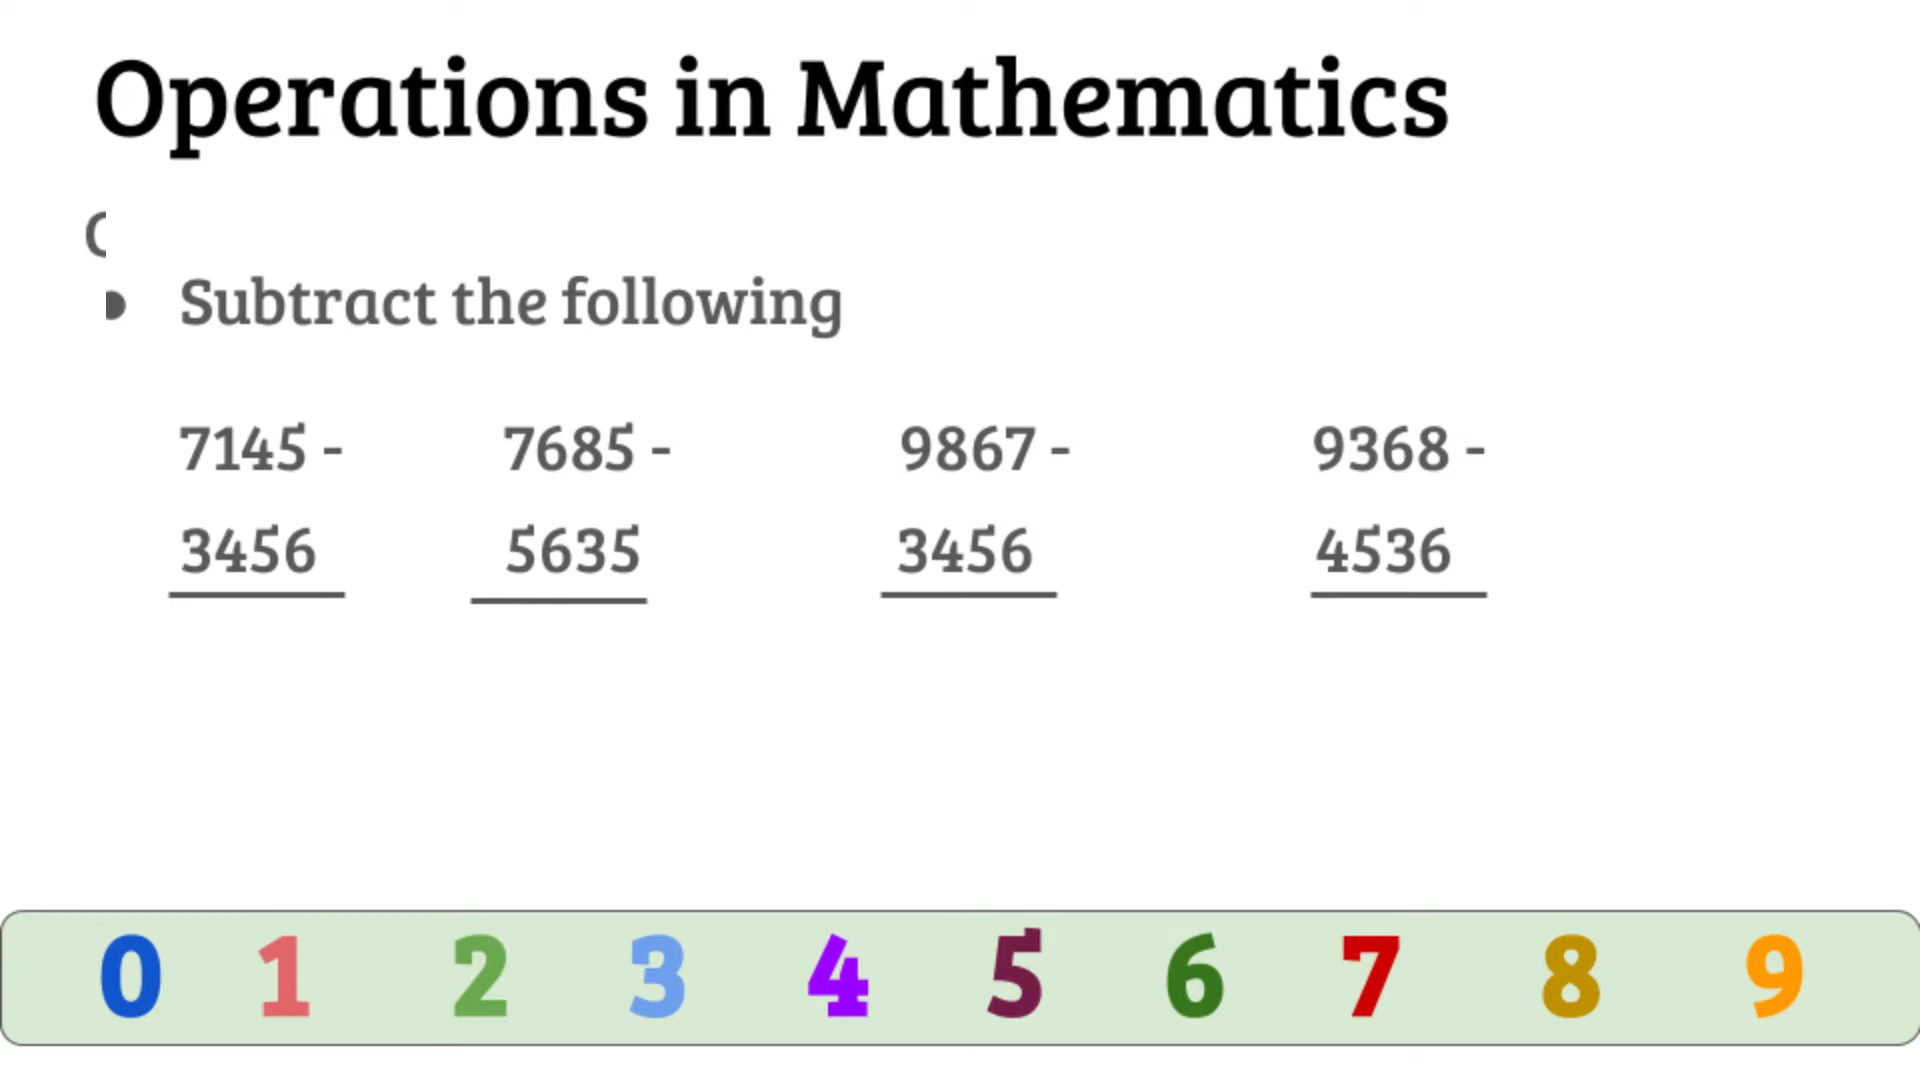 Operations in Mathematics
● Subtract the following
7145 - 7685 - 9867 - 9368 -
3456 5635 3456 4536
0 1 2 3 4 5 6 7 8 9